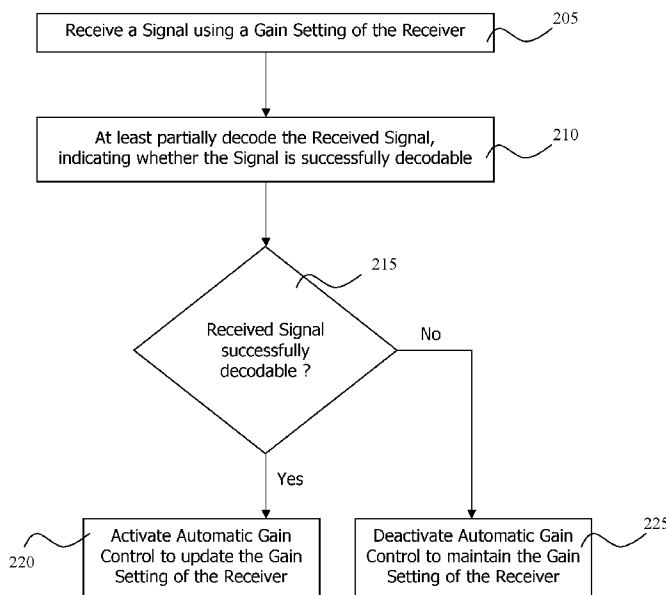 Receive a Signal using a Gain Setting of the Receiver
205
At least partially decode the Received Signal,
indicating whether the Signal is successfully decodable
210
215
Received Signal
successfully
decodable ?
No
Yes
Activate Automatic Gain
Control to update the Gain
Setting of the Receiver
220
Deactivate Automatic Gain
Control to maintain the Gain
Setting of the Receiver
225